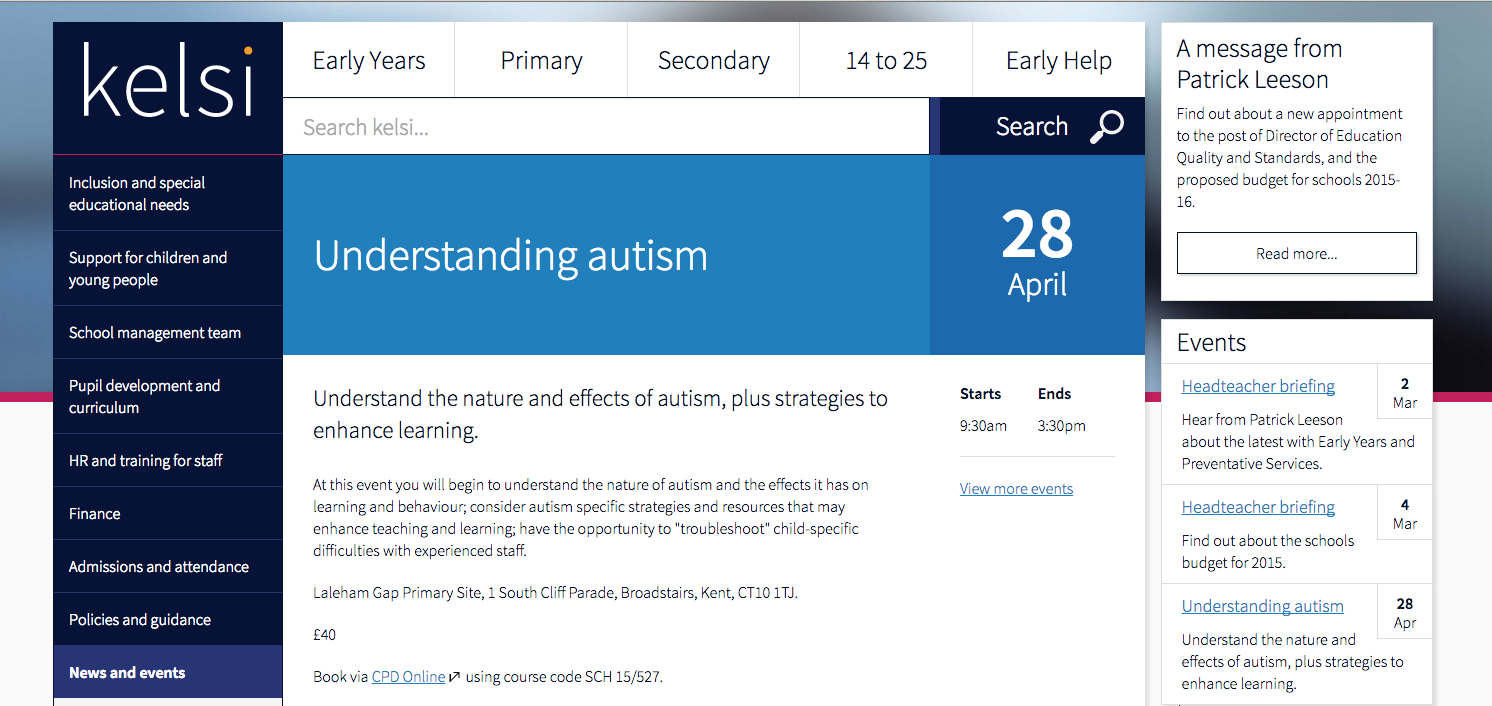 kelsi
Early Years
Primary
Secondary
14 to 25
Early Help
Search kelsi...
Search
Inclusion and special
educational needs
Support for children and
young people
School management team
Pupil development and
curriculum
HR and training for staff
Finance
Admissions and attendance
Policies and guidance
News and events
Understanding autism
28
April
Understand the nature and effects of autism, plus strategies to
enhance learning.
At this event you will begin to understand the nature of autism and the effects it has on
learning and behaviour; consider autism specific strategies and resources that may
enhance teaching and learning; have the opportunity to "troubleshoot" child-specific
difficulties with experienced staff.
Laleham Gap Primary Site, 1 South Cliff Parade, Broadstairs, Kent, CT10 1TJ.
£40
Book via CPD Online using course code SCH 15/527.
Starts Ends
9:30am 3:30pm
View more events
A message from
Patrick Leeson
Find out about a new appointment
to the post of Director of Education
Quality and Standards, and the
proposed budget for schools 2015-
16.
Read more...
Events
Headteacher briefing
2
Mar
Hear from Patrick Leeson
about the latest with Early Years and
Preventative Services.
Headteacher briefing
4
Mar
Find out about the schools
budget for 2015.
Understanding autism
28
Apr
Understand the nature and
effects of autism, plus strategies to
enhance learning.